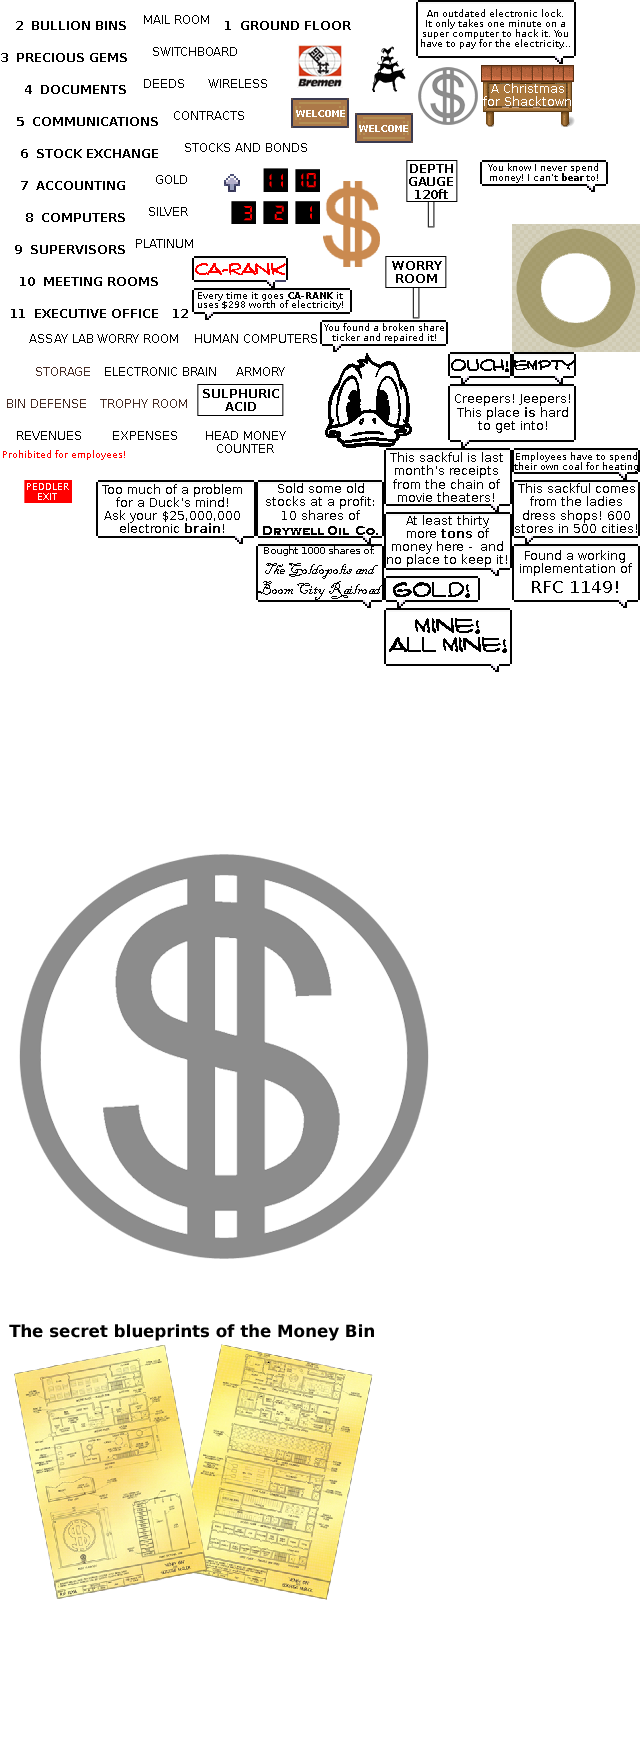 2 BULLION BINS
MAIL ROOM
1 GROUND FLOOR
3 PRECIOUS GEMS
SWITCHBOARD
4 DOCUMENTS
DEEDS
WIRELESS
5 COMMUNICATIONS
CONTRACTS
6 STOCK EXCHANGE
STOCKS AND BONDS
7 ACCOUNTING
GOLD
11 10
8 COMPUTERS
SILVER
3 2 1
9 SUPERVISORS
PLATINUM
10 MEETING ROOMS
11 EXECUTIVE OFFICE 12
Bremen
WELCOME
WELCOME
An outdated electronic lock.
It only takes one minute on a
super computer to hack it. You
have to pay for the electricity...
A Christmas
for Shacktown
DEPTH
GAUGE
120ft
You know I never spend
money! I can't bear to!
CA-RANK
WORRY
ROOM
Every time it goes CA-RANK it
uses $298 worth of electricity!
You found a broken share
ticker and repaired it!
ASSAY LAB WORRY ROOM
HUMAN COMPUTERS
STORAGE
ELECTRONIC BRAIN
ARMORY
BIN DEFENSE
TROPHY ROOM
SULPHURIC
ACID
REVENUES
EXPENSES
HEAD MONEY
COUNTER
Prohibited for employees!
PEDDLER
EXIT
OUCH!
EMPTY
Creepers! Jeepers!
This place is hard
to get into!
This sackful is last
month's receipts
from the chain of
movie theaters!
Employees have to spend
their own coal for heating
Too much of a problem
for a Duck's mind!
Ask your $25,000,000
electronic brain!
Sold some old
stocks at a profit:
10 shares of
DRYWELL OIL CO.
This sackful comes
from the ladies
dress shops! 600
stores in 500 cities!
At least thirty
more tons of
money here - and
no place to keep it!
Bought 1000 shares of:
The Goldopolis and
Boom City Railroad
Found a working
implementation of
RFC 1149!
GOLD!
MINE!
ALL MINE!
The secret blueprints of the Money Bin